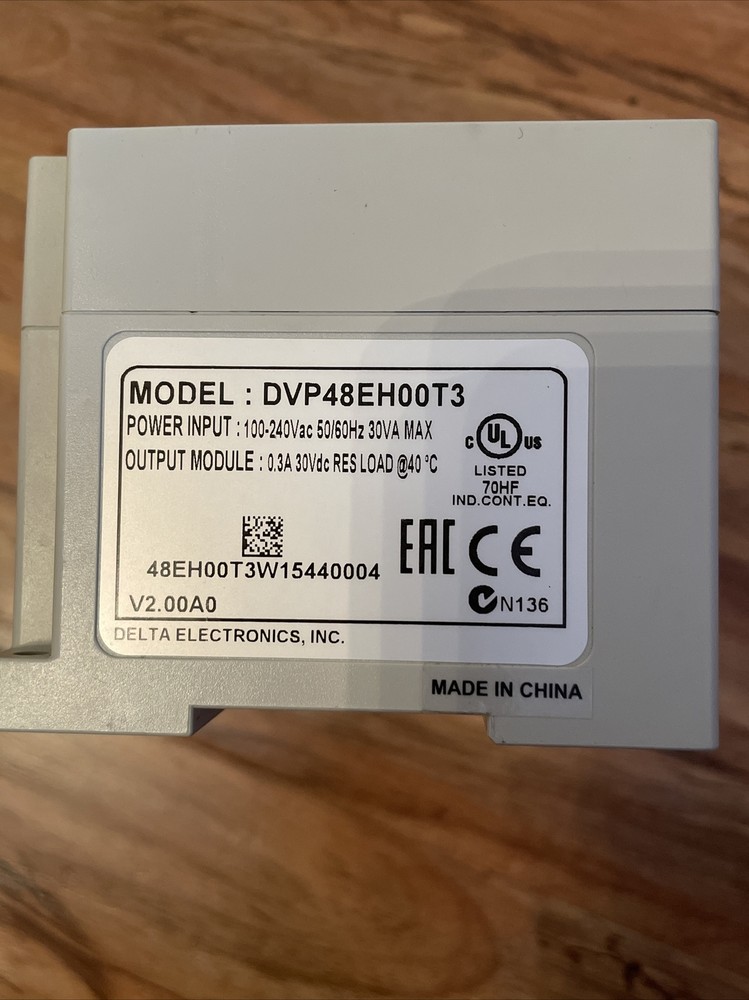 MODEL : DVP48EH00T3
POWER INPUT : 100-240Vac 50/60Hz 30VA MAX
OUTPUT MODULE : 0.3A 30Vdc RES LOAD @40 °C
C UL US
LISTED
70HF
IND.CONT.EQ.
EAC CE
48EH00T3W15440004
V2.00A0
N136
DELTA ELECTRONICS, INC.
MADE IN CHINA